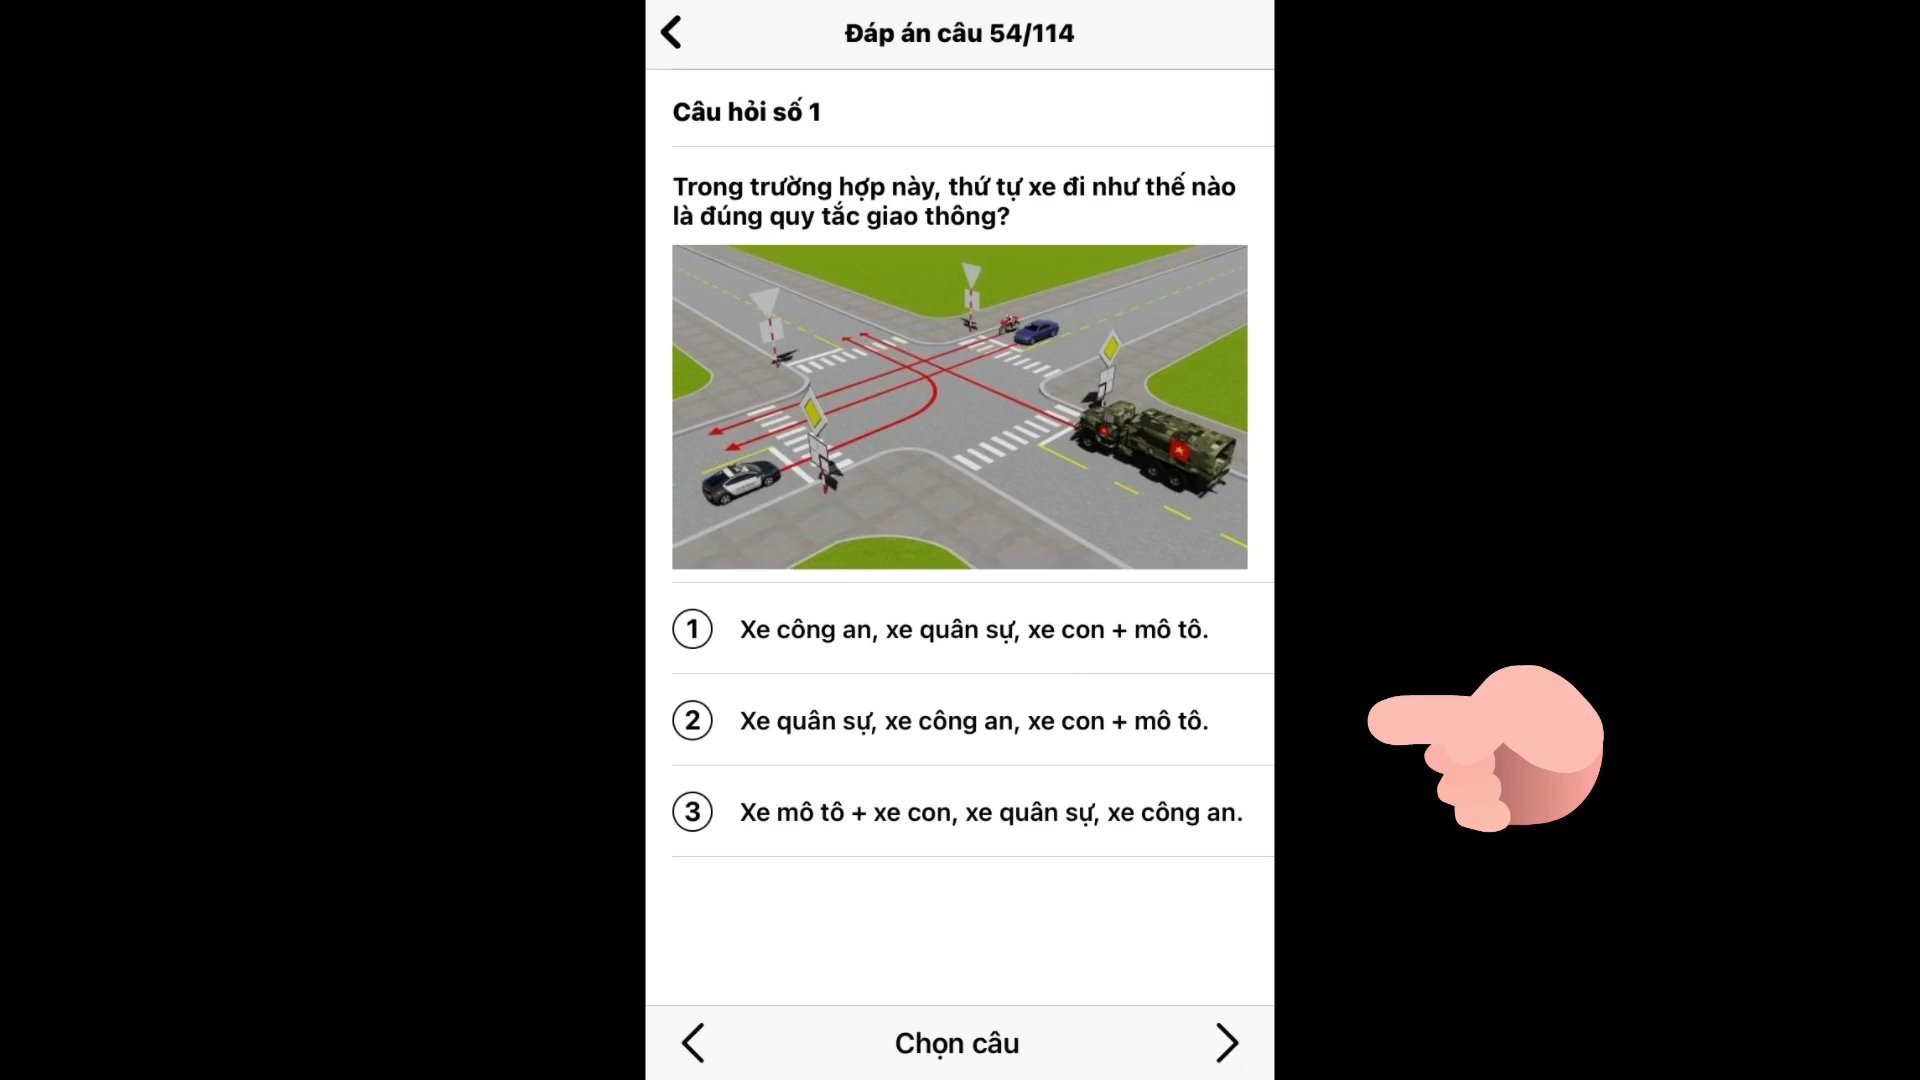 Đáp án câu 54/114
Câu hỏi số 1
Trong trường hợp này, thứ tự xe đi như thế nào
là đúng quy tắc giao thông?
1 Xe công an, xe quân sự, xe con + mô tô.
2 Xe quân sự, xe công an, xe con + mô tô.
3 Xe mô tô + xe con, xe quân sự, xe công an.
Chọn câu